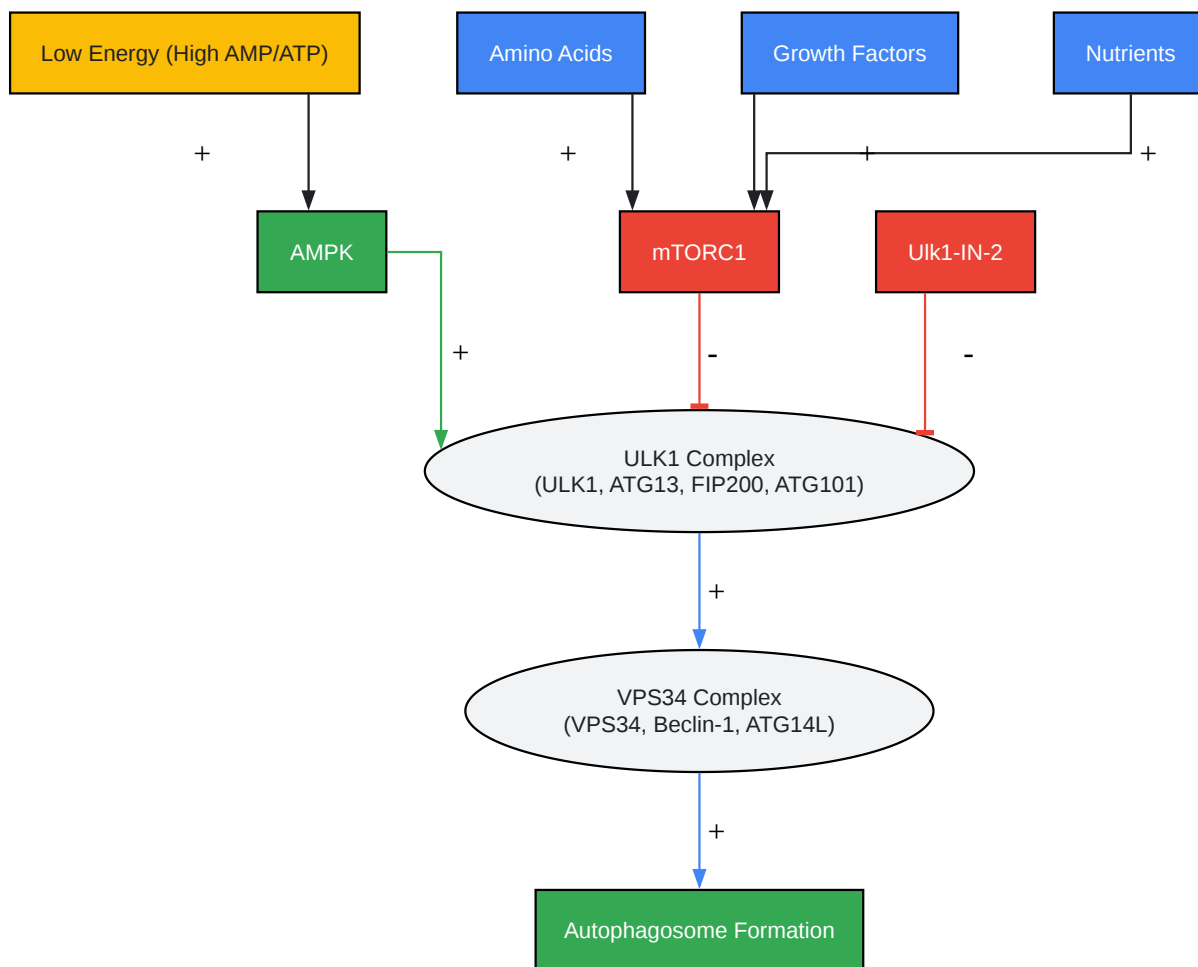 Low Energy (High AMP/ATP)
Amino Acids
Growth Factors
Nutrients
+
+
+
+
AMPK
mTORC1
Ulk1-IN-2
+
-
-
ULK1 Complex
(ULK1, ATG13, FIP200, ATG101)
+
VPS34 Complex
(VPS34, Beclin-1, ATG14L)
+
Autophagosome Formation